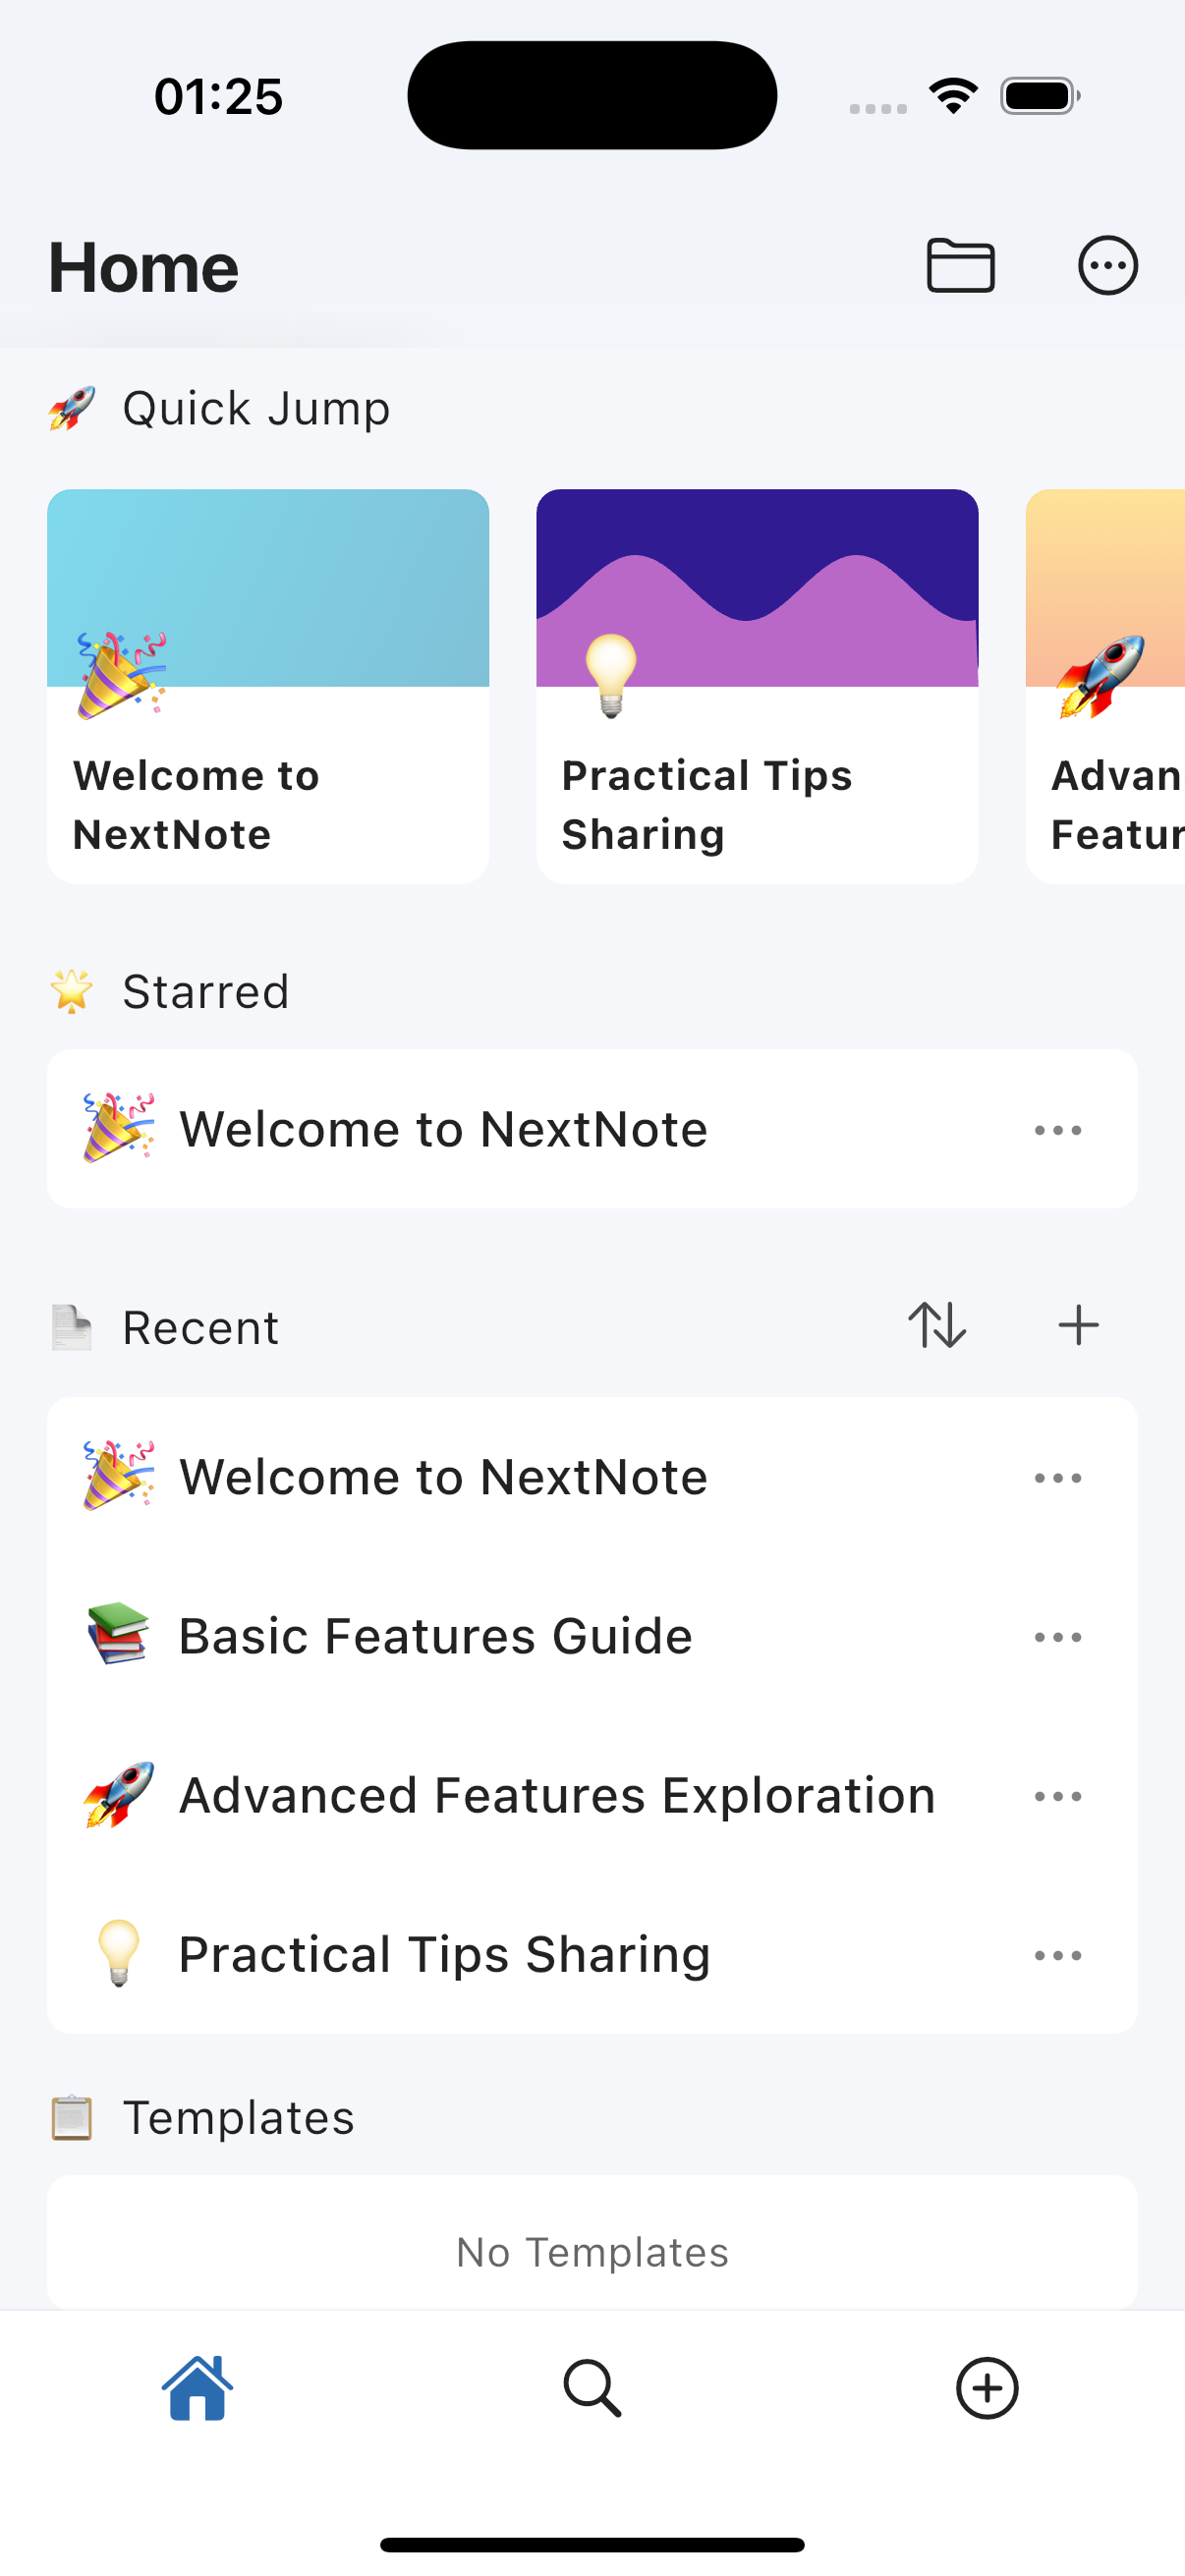 01:25
Home
Quick Jump
Welcome to
NextNote
Practical Tips
Sharing
Advan
Featur
Starred
Welcome to NextNote
Recent
Welcome to NextNote
Basic Features Guide
Advanced Features Exploration
Practical Tips Sharing
Templates
No Templates